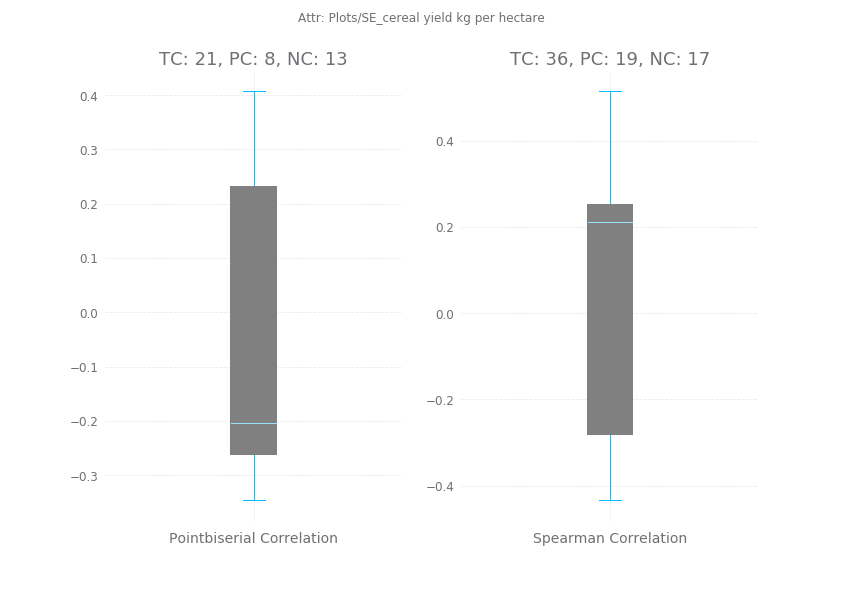 Attr: Plots/SE_cereal yield kg per hectare
TC: 21, PC: 8, NC: 13
0.4
0.3
0.2
0.1
0.0
−0.1
−0.2
−0.3
Pointbiserial Correlation
TC: 36, PC: 19, NC: 17
0.4
0.2
0.0
−0.2
−0.4
Spearman Correlation